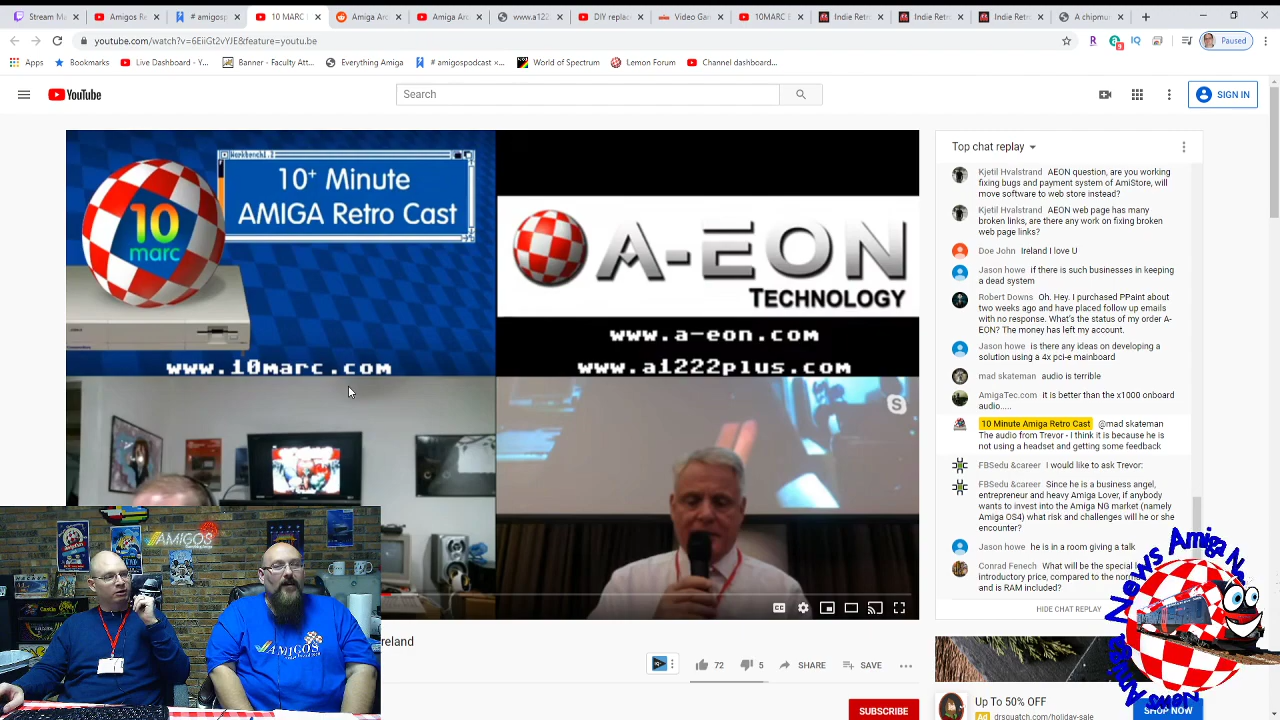 Stream Ma
Amigos Re
# amigosp
10 MARC
Amiga Arc
Amiga Arc
www.a122
DIY replac
Video Gan
10MARC E
Indie Retr
Indie Retr
Indie Retr
A chipmu
youtube.com/watch?v=6EiiGt2vYJE&feature=youtu.be
Paused
Apps
Bookmarks
Live Dashboard - Y...
Banner - Faculty Att...
Everything Amiga
# amigospodcast x...
World of Spectrum
Lemon Forum
Channel dashboard...
YouTube
Search
SIGN IN
Workbench1.3
10+ Minute
AMIGA Retro Cast
10
marc
www.10marc.com
A-EON
TECHNOLOGY
www.a-eon.com
www.a1222plus.com
Top chat replay
Kjetil Hvalstrand AEON question, are you working
fixing bugs and payment system of AmiStore, will
move software to web store instead?
Kjetil Hvalstrand AEON web page has many
broken links, are there any work on fixing broken
web page links?
Doe John Ireland I love U
Jason howe if there is such businesses in keeping
a dead system
Robert Downs Oh. Hey. I purchased PPaint about
two weeks ago and have placed follow up emails
with no response. What's the status of my order A-
EON? The money has left my account.
Jason howe is there any ideas on developing a
solution using a 4x pci-e mainboard
mad skateman audio is terrible
AmigaTec.com it is better than the x1000 onboard
audio.....
10 Minute Amiga Retro Cast @mad skateman
The audio from Trevor - I think it is because he is
not using a headset and getting some feedback
FBSedu &career I would like to ask Trevor:
FBSedu &career Since he is a business angel,
entrepreneur and heavy Amiga Lover, if anybody
wants to invest into the Amiga NG market (namely
Amiga OS4) what risk and challenges will he or she
encounter?
Jason howe he is in a room giving a talk
Conrad Fenech What will be the special
introductory price, compared to the norm
and is RAM included?
HIDE CHAT REPLAY
CC
reland
72
5
SHARE
SAVE
SUBSCRIBE
Up To 50% OFF
Ad
drsquatch.com/holiday-sale
SHOP NOW
AMIGOS
AMIGOS
News Amiga